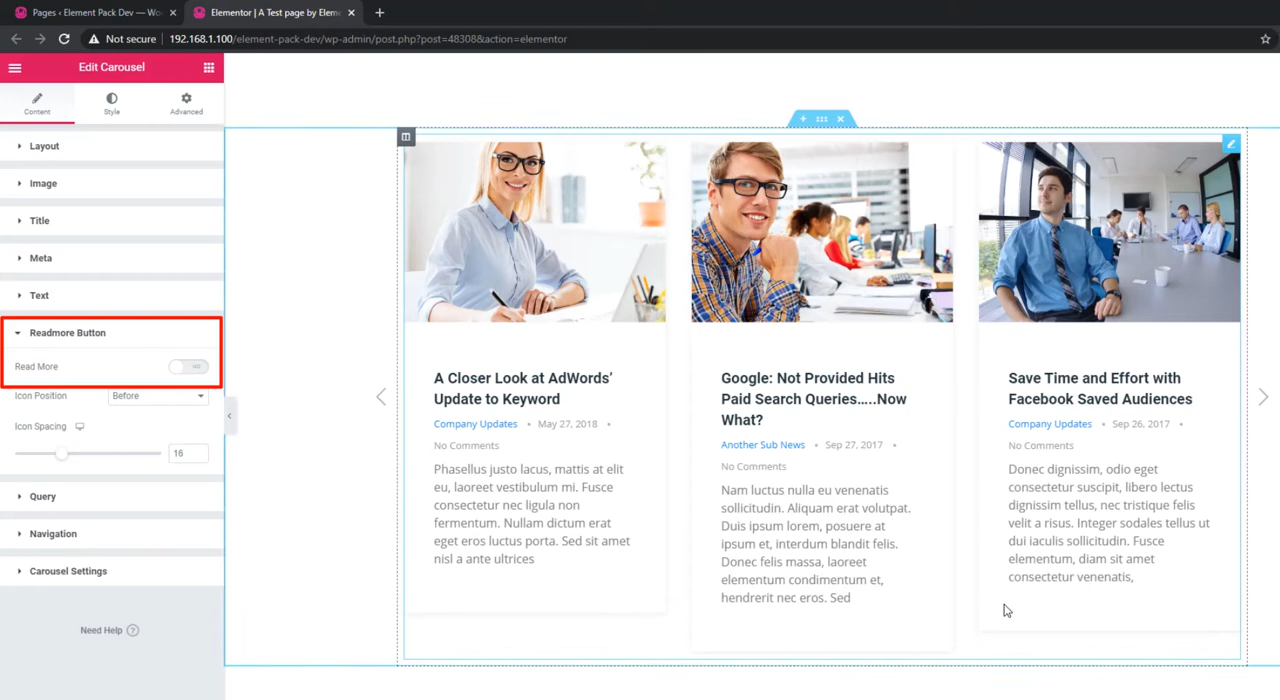 Pages ‹ Element Pack Dev — Wo
Elementor | A Test page by Eleme
Not secure
192.168.1.100/element-pack-dev/wp-admin/post.php?post=48308&action=elementor
Edit Carousel
Content
Style
Advanced
Layout
Image
Title
Meta
Text
Readmore Button
Read More
NO
Icon Position
Before
Icon Spacing
16
Query
Navigation
Carousel Settings
Need Help ?
A Closer Look at AdWords’
Update to Keyword
Company Updates • May 27, 2018 •
No Comments
Phasellus justo lacus, mattis at elit
eu, laoreet vestibulum mi. Fusce
consectetur nec ligula non
fermentum. Nullam dictum erat
eget eros luctus porta. Sed sit amet
nisl a ante ultrices
Google: Not Provided Hits
Paid Search Queries…..Now
What?
Another Sub News • Sep 27, 2017 •
No Comments
Nam luctus nulla eu venenatis
sollicitudin. Aliquam erat volutpat.
Duis ipsum lorem, posuere at
ipsum et, interdum blandit felis.
Donec felis massa, laoreet
elementum condimentum et,
hendrerit nec eros. Sed
Save Time and Effort with
Facebook Saved Audiences
Company Updates • Sep 26, 2017 •
No Comments
Donec dignissim, odio eget
consectetur suscipit, libero lectus
dignissim tellus, nec tristique felis
velit a risus. Integer sodales tellus ut
dui iaculis sollicitudin. Fusce
elementum, diam sit amet
consectetur venenatis,